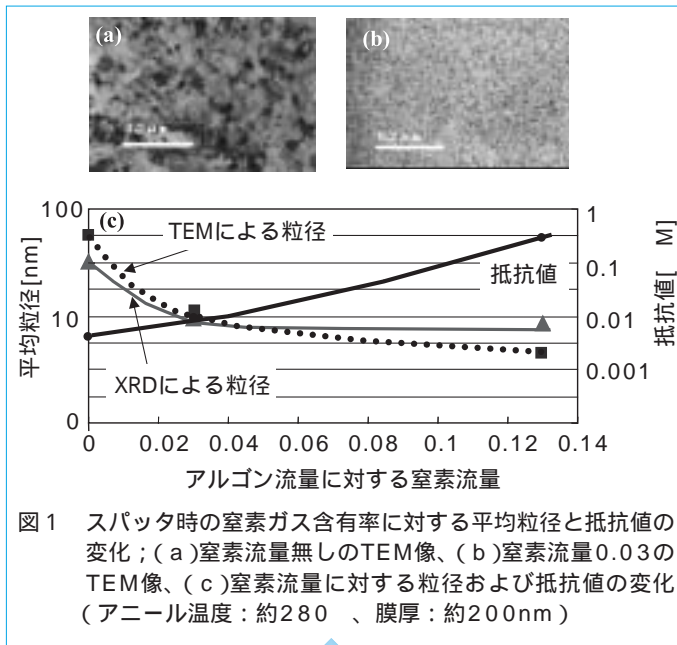 (a)
(b)
0.2 μm
(c)
100
10
0
平均粒径[nm]
TEMによる粒径
XRDによる粒径
抵抗値
1
0.1
0.01
0.001
抵抗値[ M]
0 0.02 0.04 0.06 0.08 0.1 0.12 0.14
アルゴン流量に対する窒素流量
図1 スパッタ時の窒素ガス含有率に対する平均粒径と抵抗値の
変化;(a)窒素流量無しのTEM像、(b)窒素流量0.03の
TEM像、(c)窒素流量に対する粒径および抵抗値の変化
(アニール温度:約280 、膜厚:約200nm)